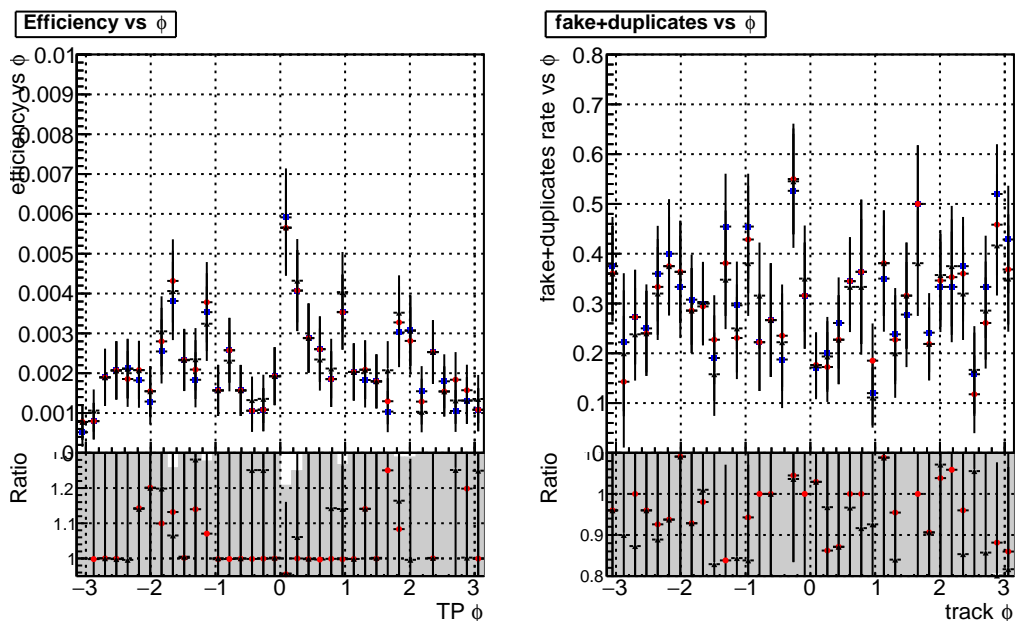 Efficiency vs ϕ
efficiency vs ϕ
0.01
0.009
0.008
0.007
0.006
0.005
0.004
0.003
0.002
0.001
0
Ratio
1.2
1.1
1
−3 −2 −1 0 1 2 3
TP ϕ
fake+duplicates vs ϕ
fake+duplicates rate vs ϕ
0.8
0.7
0.6
0.5
0.4
0.3
0.2
0.1
0
Ratio
1
0.9
0.8
−3 −2 −1 0 1 2 3
track ϕ